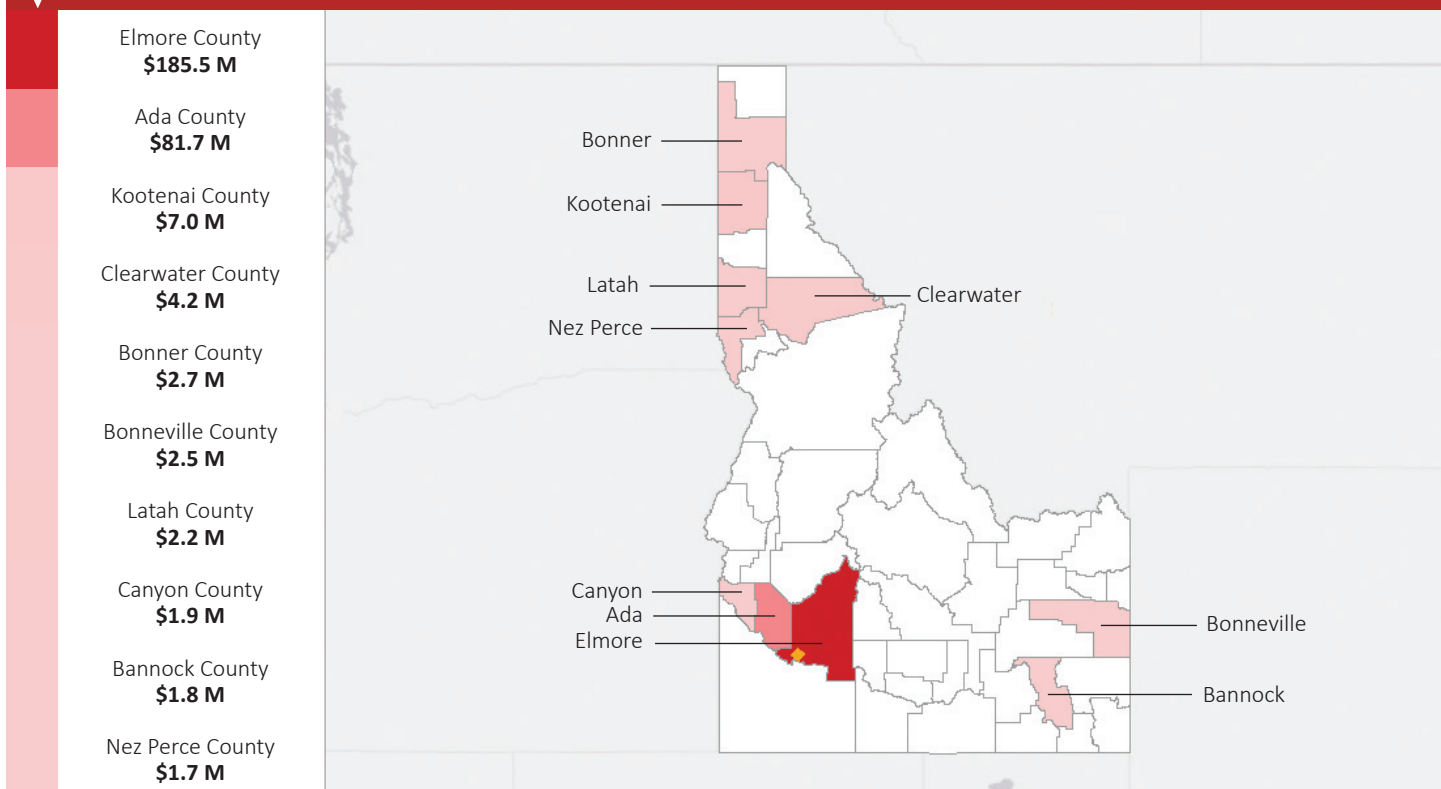 Elmore County
$185.5 M
Ada County
$81.7 M
Kootenai County
$7.0 M
Clearwater County
$4.2 M
Bonner County
$2.7 M
Bonneville County
$2.5 M
Latah County
$2.2 M
Canyon County
$1.9 M
Bannock County
$1.8 M
Nez Perce County
$1.7 M
Bonner
Kootenai
Latah
Clearwater
Nez Perce
Canyon
Ada
Elmore
Bonneville
Bannock